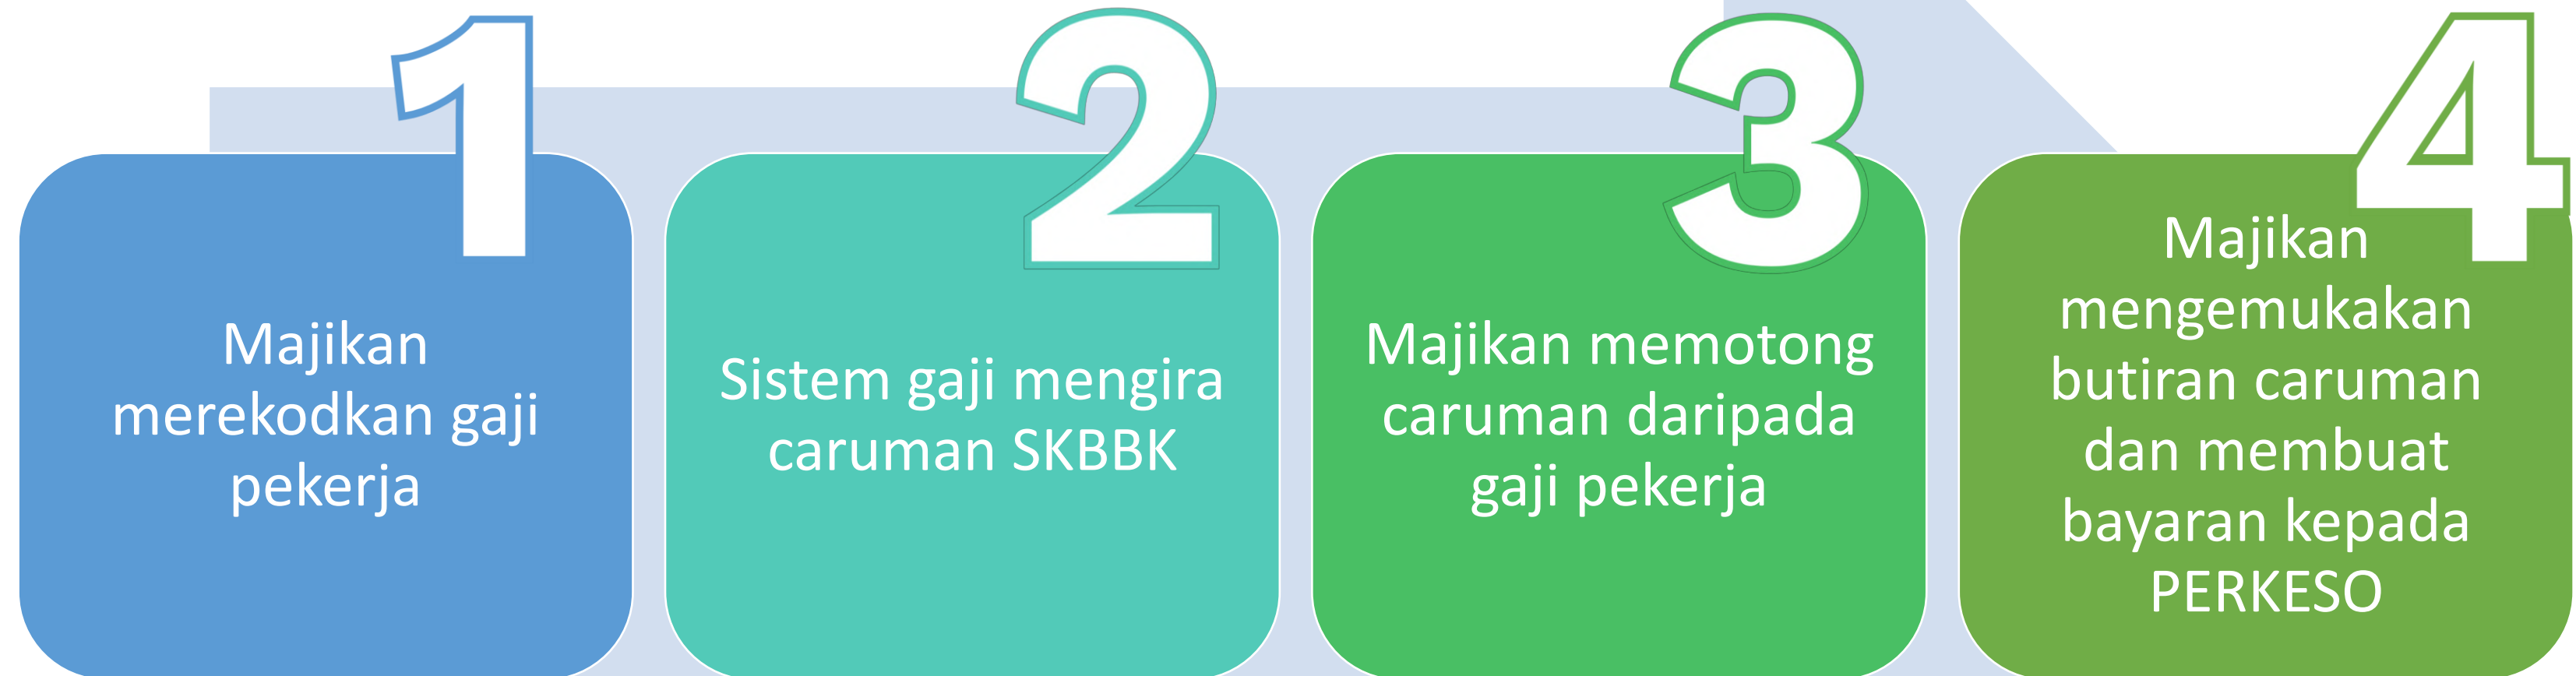 1
Majikan
merekodkan gaji
pekerja
2
Sistem gaji mengira
caruman SKBBK
3
Majikan memotong
caruman daripada
gaji pekerja
4
Majikan
mengemukakan
butiran caruman
dan membuat
bayaran kepada
PERKESO